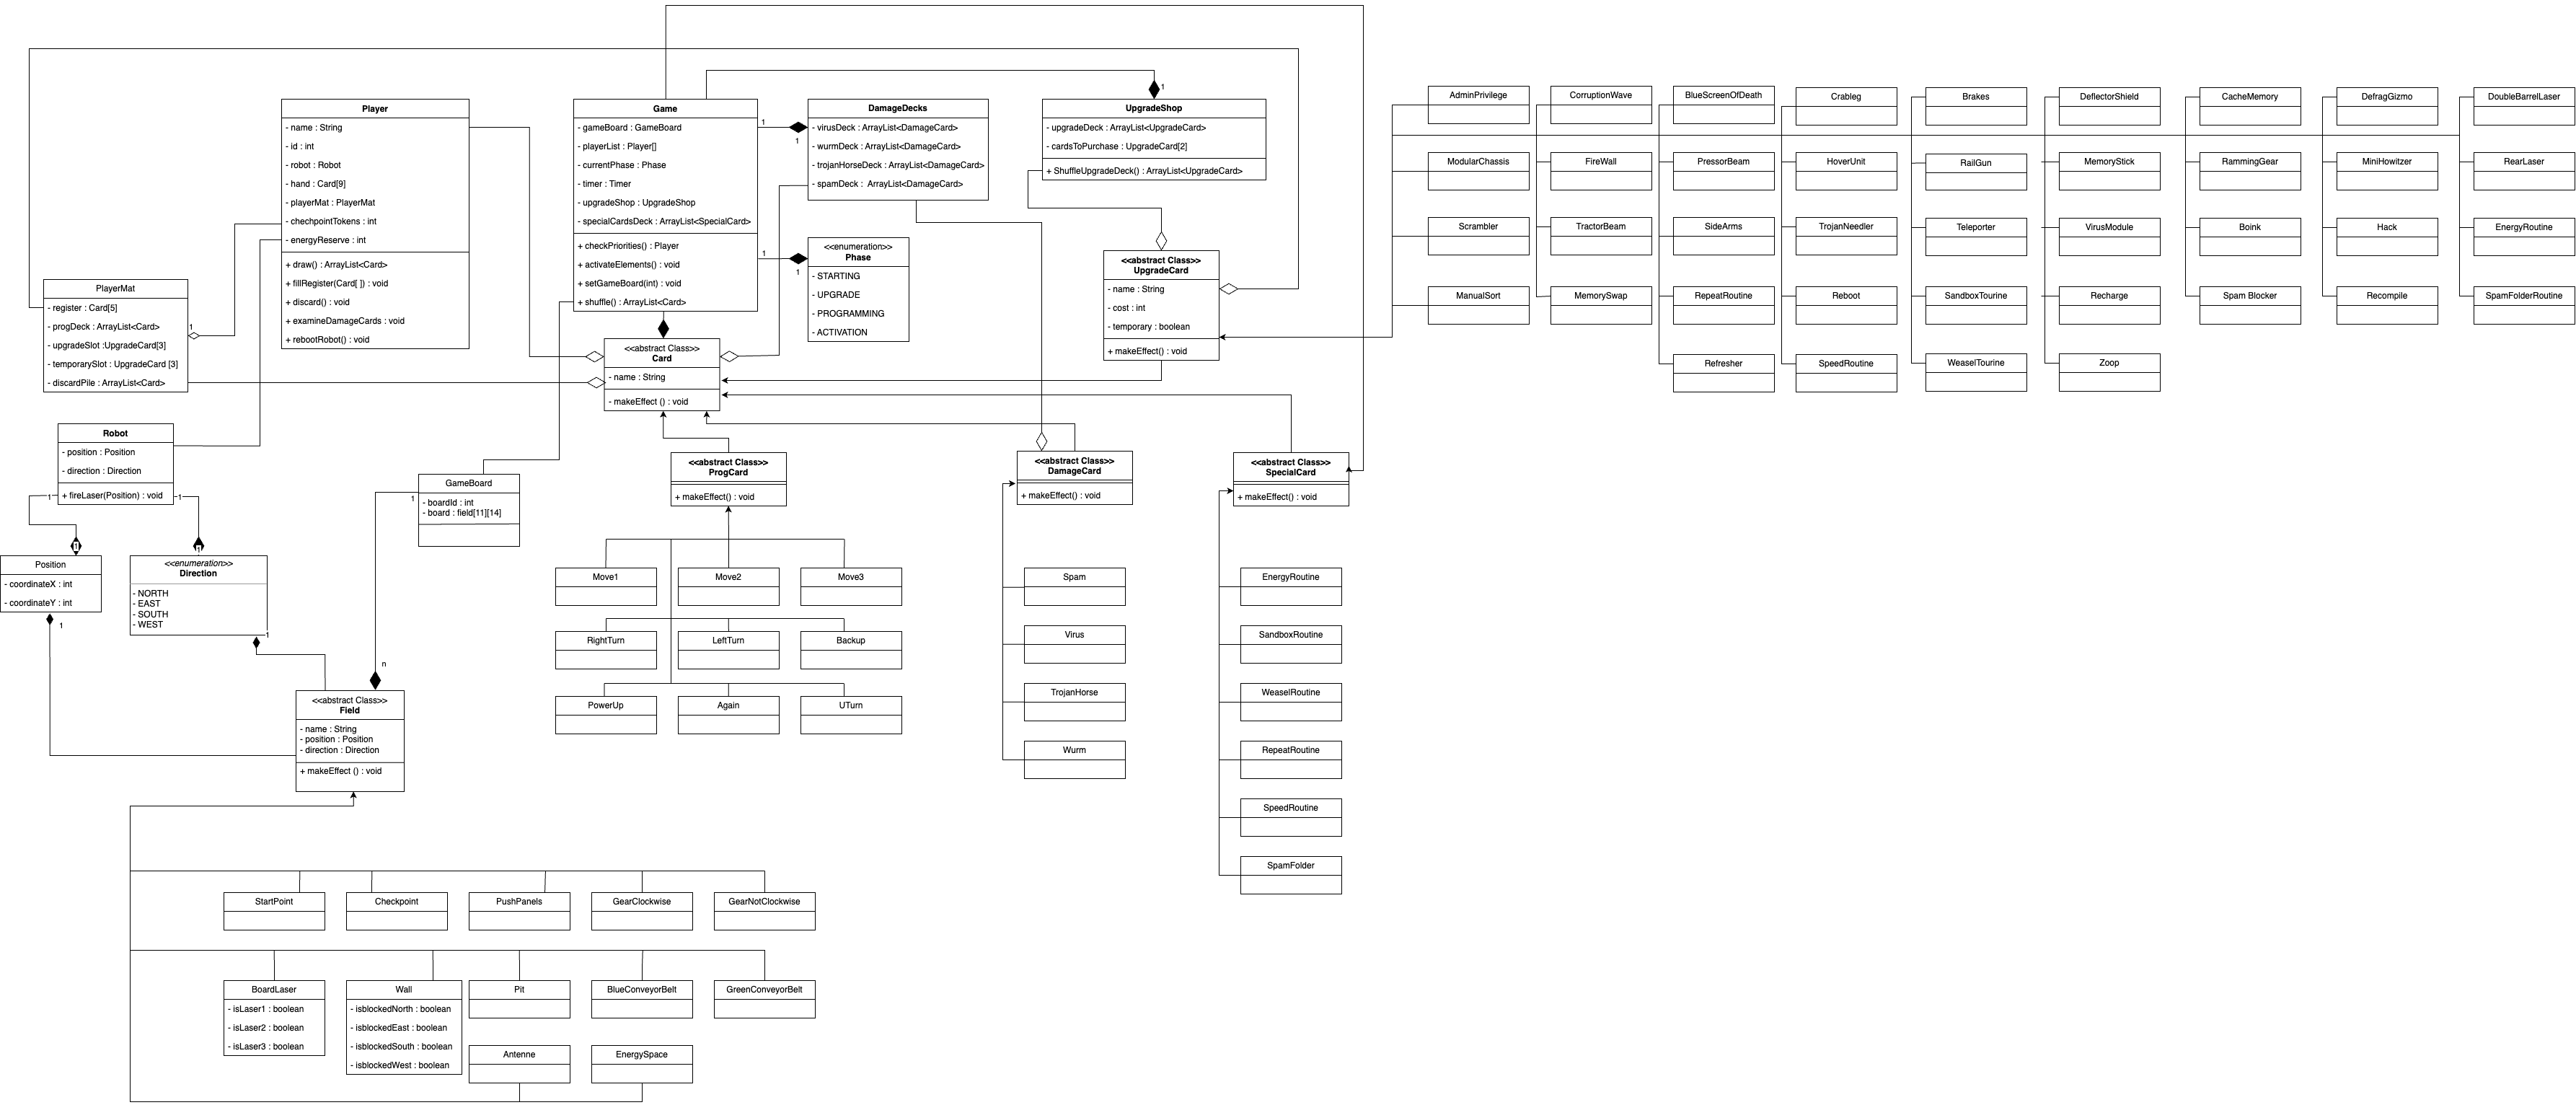 Player
- name : String
- id : int
- robot : Robot
- hand : Card[9]
- playerMat : PlayerMat
- chechpointTokens : int
- energyReserve : int
+ draw() : ArrayList<Card>
+ fillRegister(Card[ ]) : void
+ discard() : void
+ examineDamageCards : void
+ rebootRobot() : void
Game
- gameBoard : GameBoard
- playerList : Player[]
- currentPhase : Phase
- timer : Timer
- upgradeShop : UpgradeShop
- specialCardsDeck : ArrayList<SpecialCard>
+ checkPriorities() : Player
+ activateElements() : void
+ setGameBoard(int) : void
+ shuffle() : ArrayList<Card>
1
1
1
1
DamageDecks
- virusDeck : ArrayList<DamageCard>
- wurmDeck : ArrayList<DamageCard>
- trojanHorseDeck : ArrayList<DamageCard>
- spamDeck :  ArrayList<DamageCard>
<<enumeration>>
Phase
- STARTING
- UPGRADE
- PROGRAMMING
- ACTIVATION
1
UpgradeShop
- upgradeDeck : ArrayList<UpgradeCard>
- cardsToPurchase : UpgradeCard[2]
+ ShuffleUpgradeDeck() : ArrayList<UpgradeCard>
<<abstract Class>>
UpgradeCard
- name : String
- cost : int
- temporary : boolean
+ makeEffect() : void
AdminPrivilege
CorruptionWave
BlueScreenOfDeath
Crableg
Brakes
DeflectorShield
CacheMemory
DefragGizmo
DoubleBarrelLaser
ModularChassis
FireWall
PressorBeam
HoverUnit
RailGun
MemoryStick
RammingGear
MiniHowitzer
RearLaser
Scrambler
TractorBeam
SideArms
TrojanNeedler
Teleporter
VirusModule
Boink
Hack
EnergyRoutine
ManualSort
MemorySwap
RepeatRoutine
Reboot
SandboxTourine
Recharge
Spam Blocker
Recompile
SpamFolderRoutine
Refresher
SpeedRoutine
WeaselTourine
Zoop
PlayerMat
- register : Card[5]
- progDeck : ArrayList<Card>
- upgradeSlot :UpgradeCard[3]
- temporarySlot : UpgradeCard [3]
- discardPile : ArrayList<Card>
1
<<abstract Class>>
Card
- name : String
- makeEffect () : void
Robot
- position : Position
- direction : Direction
+ fireLaser(Position) : void
1
1
1
1
GameBoard
- boardId : int
- board : field[11][14]
1
n
<<abstract Class>>
ProgCard
+ makeEffect() : void
<<abstract Class>>
DamageCard
+ makeEffect() : void
<<abstract Class>>
SpecialCard
+ makeEffect() : void
Position
- coordinateX : int
- coordinateY : int
1
<<enumeration>>
Direction
- NORTH
- EAST
- SOUTH
- WEST
1
Move1
Move2
Move3
RightTurn
LeftTurn
Backup
PowerUp
Again
UTurn
Spam
Virus
TrojanHorse
Wurm
EnergyRoutine
SandboxRoutine
WeaselRoutine
RepeatRoutine
SpeedRoutine
SpamFolder
<<abstract Class>>
Field
- name : String
- position : Position
- direction : Direction
+ makeEffect () : void
StartPoint
Checkpoint
PushPanels
GearClockwise
GearNotClockwise
BoardLaser
- isLaser1 : boolean
- isLaser2 : boolean
- isLaser3 : boolean
Wall
- isblockedNorth : boolean
- isblockedEast : boolean
- isblockedSouth : boolean
- isblockedWest : boolean
Pit
BlueConveyorBelt
GreenConveyorBelt
Antenne
EnergySpace